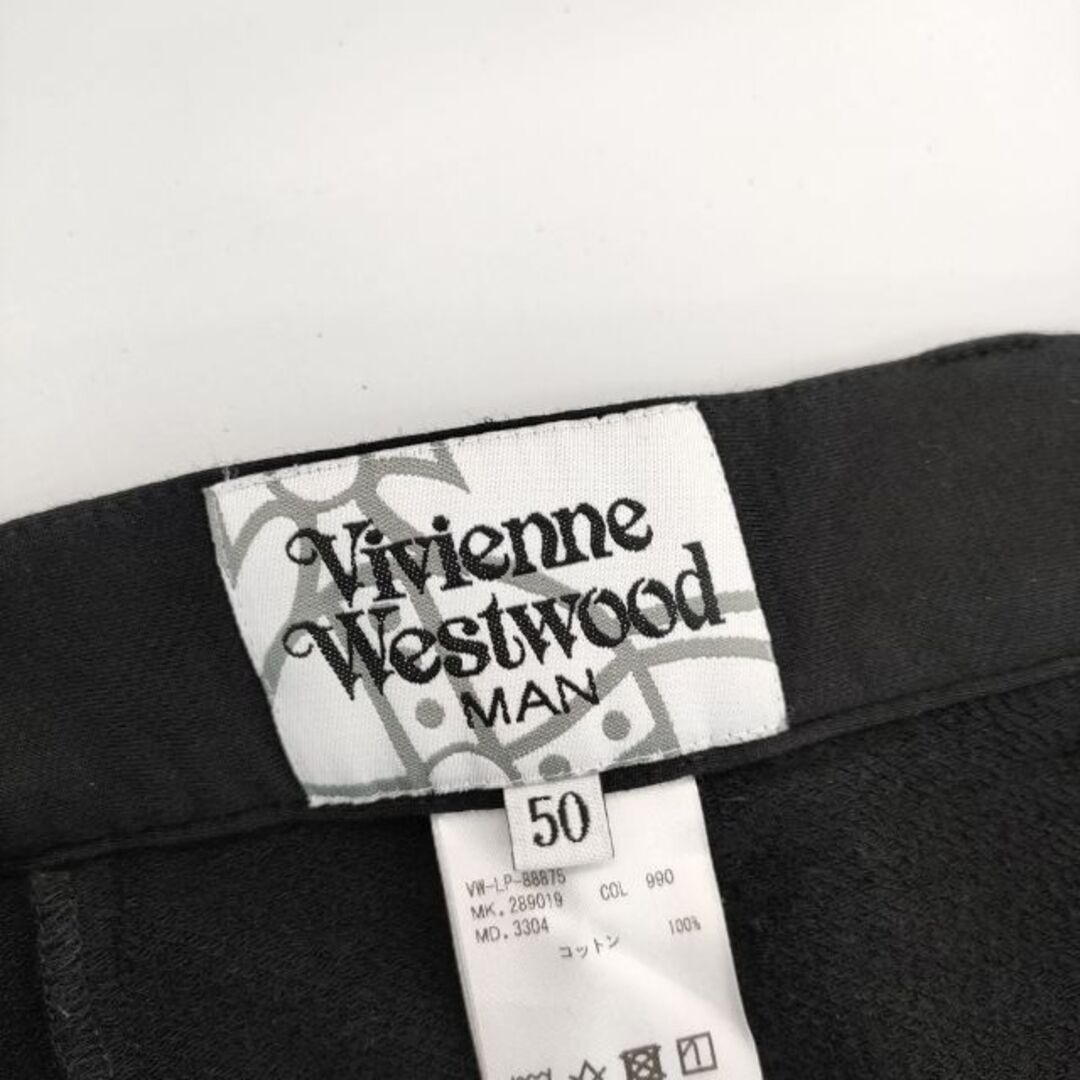 Vivienne
Westwood
MAN
50
VW-LP-88875
MK.289019 COL 990
MD.3304
コットン 100%